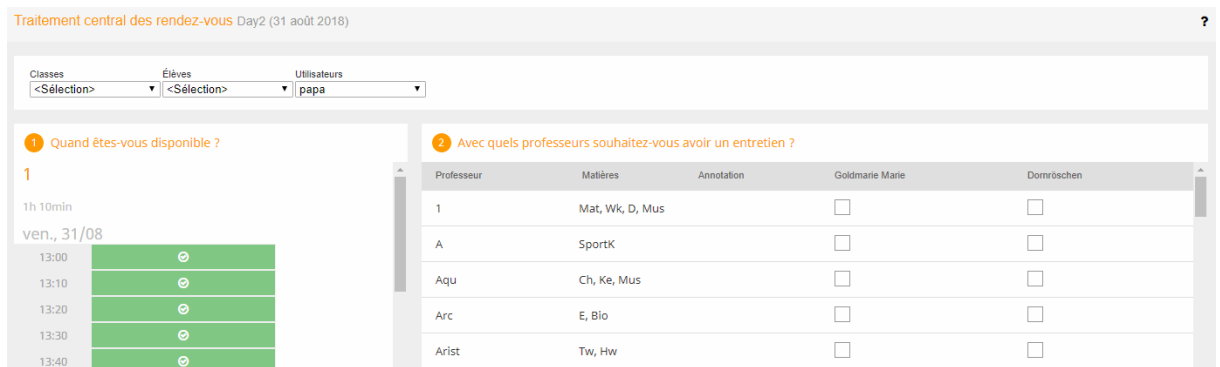 Traitement central des rendez-vous Day2 (31 août 2018) ?
Classes Élèves Utilisateurs
<Sélection> <Sélection> papa
1 Quand êtes-vous disponible ?
1
1h 10min
ven., 31/08
13:00
13:10
13:20
13:30
13:40
2 Avec quels professeurs souhaitez-vous avoir un entretien ?
Professeur Matières Annotation Goldmarie Marie Dornröschen
1 Mat, Wk, D, Mus
A SportK
Aqu Ch, Ke, Mus
Arc E, Bio
Arist Tw, Hw